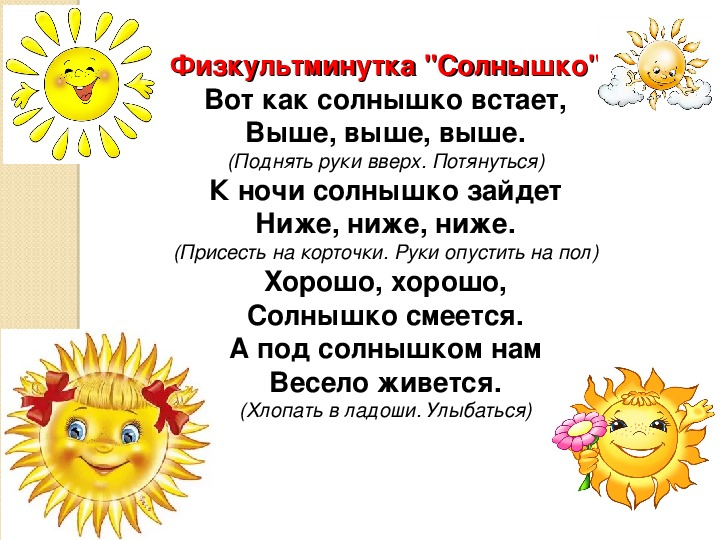 Физкультминутка "Солнышко"
Вот как солнышко встает,
Выше, выше, выше.
(Поднять руки вверх. Потянуться)
К ночи солнышко зайдет
Ниже, ниже, ниже.
(Присесть на корточки. Руки опустить на пол)
Хорошо, хорошо,
Солнышко смеется.
А под солнышком нам
Весело живется.
(Хлопать в ладоши. Улыбаться)